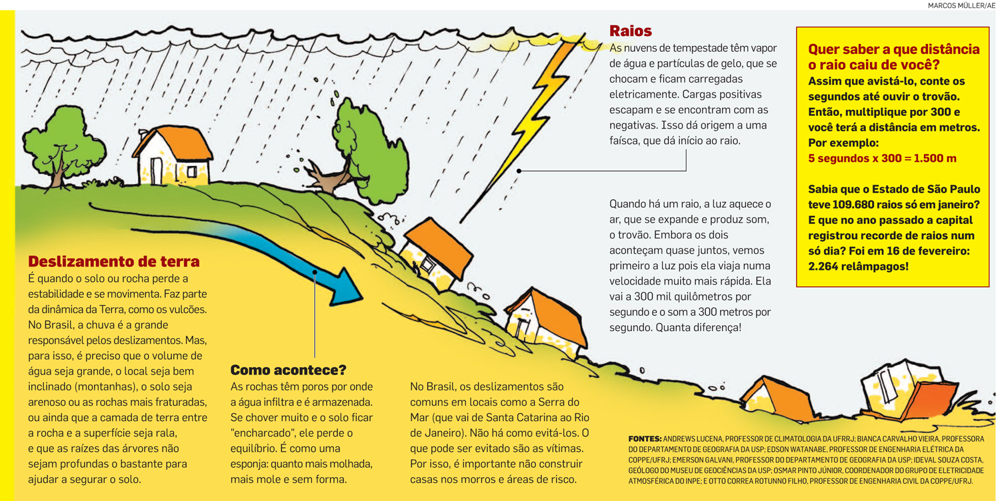 MARCOS MÜLLER/AE
Deslizamento de terra
É quando o solo ou rocha perde a
estabilidade e se movimenta. Faz parte
da dinâmica da Terra, como os vulcões.
No Brasil, a chuva é a grande
responsável pelos deslizamentos. Mas,
para isso, é preciso que o volume de
água seja grande, o local seja bem
inclinado (montanhas), o solo seja
arenoso ou as rochas mais fraturadas,
ou ainda que a camada de terra entre
a rocha e a superfície seja rala,
e que as raízes das árvores não
sejam profundas o bastante para
ajudar a segurar o solo.
Como acontece?
As rochas têm poros por onde
a água infiltra e é armazenada.
Se chover muito e o solo ficar
"encharcado", ele perde o
equilíbrio. É como uma
esponja: quanto mais molhada,
mais mole e sem forma.
No Brasil, os deslizamentos são
comuns em locais como a Serra do
Mar (que vai de Santa Catarina ao Rio
de Janeiro). Não há como evitá-los. O
que pode ser evitado são as vítimas.
Por isso, é importante não construir
casas nos morros e áreas de risco.
Raios
As nuvens de tempestade têm vapor
de água e partículas de gelo, que se
chocam e ficam carregadas
eletricamente. Cargas positivas
escapam e se encontram com as
negativas. Isso dá origem a uma
faísca, que dá início ao raio.
Quando há um raio, a luz aquece o
ar, que se expande e produz som,
o trovão. Embora os dois
aconteçam quase juntos, vemos
primeiro a luz pois ela viaja numa
velocidade muito mais rápida. Ela
vai a 300 mil quilômetros por
segundo e o som a 300 metros por
segundo. Quanta diferença!
Quer saber a que distância
o raio caiu de você?
Assim que avistá-lo, conte os
segundos até ouvir o trovão.
Então, multiplique por 300 e
você terá a distância em metros.
Por exemplo:
5 segundos x 300 = 1.500 m
Sabia que o Estado de São Paulo
teve 109.680 raios só em janeiro?
E que no ano passado a capital
registrou recorde de raios num
só dia? Foi em 16 de fevereiro:
2.264 relâmpagos!
FONTES: ANDREWS LUCENA, PROFESSOR DE CLIMATOLOGIA DA UFRRJ; BIANCA CARVALHO VIEIRA, PROFESSORA
DO DEPARTAMENTO DE GEOGRAFIA DA USP; EDSON WATANABE, PROFESSOR DE ENGENHARIA ELÉTRICA DA
COPPE/UFRJ; EMERSON GALVANI, PROFESSOR DO DEPARTAMENTO DE GEOGRAFIA DA USP; IDEVAL SOUZA COSTA,
GEÓLOGO DO MUSEU DE GEOCIÊNCIAS DA USP; OSMAR PINTO JÚNIOR, COORDENADOR DO GRUPO DE ELETRICIDADE
ATMOSFÉRICA DO INPE; E OTTO CORREA ROTUNNO FILHO, PROFESSOR DE ENGENHARIA CIVIL DA COPPE/UFRJ.